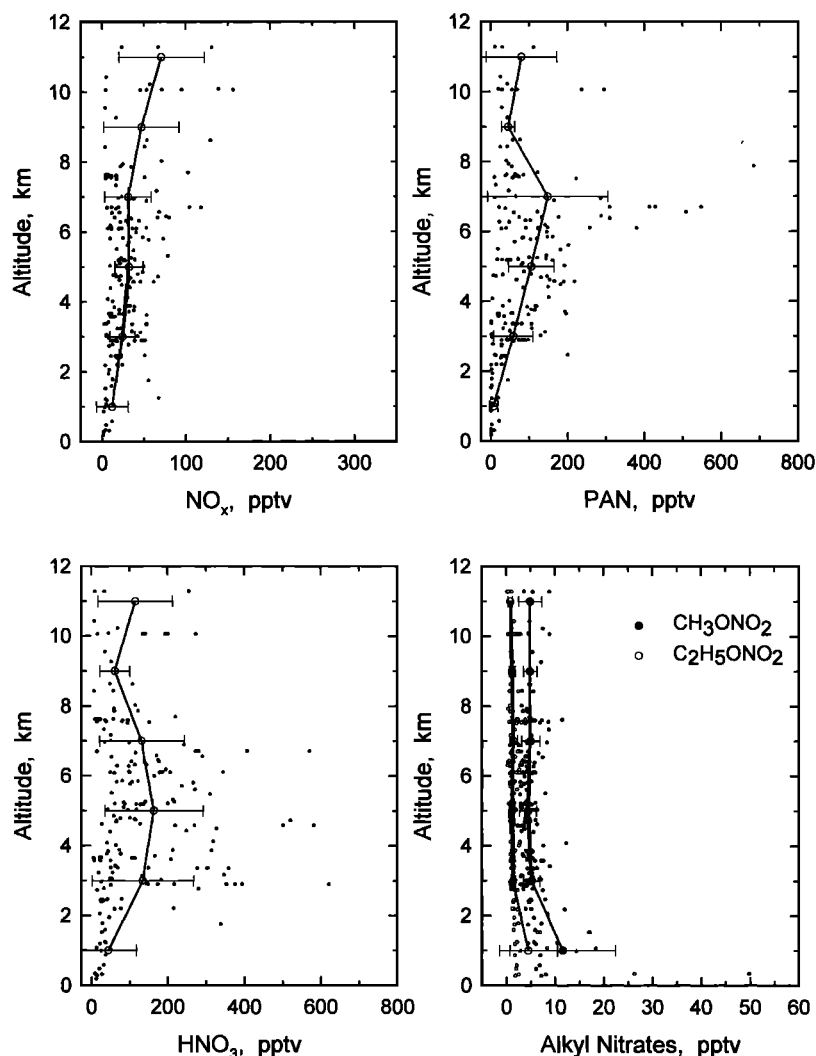 12
10
8
6
4
2
0
Altitude, km
0 100 200 300
NOₓ, pptv
12
10
8
6
4
2
0
Altitude, km
0 200 400 600 800
PAN, pptv
12
10
8
6
4
2
0
Altitude, km
0 200 400 600 800
HNO₃, pptv
12
10
8
6
4
2
0
Altitude, km
CH₃ONO₂
C₂H₅ONO₂
0 10 20 30 40 50 60
Alkyl Nitrates, pptv